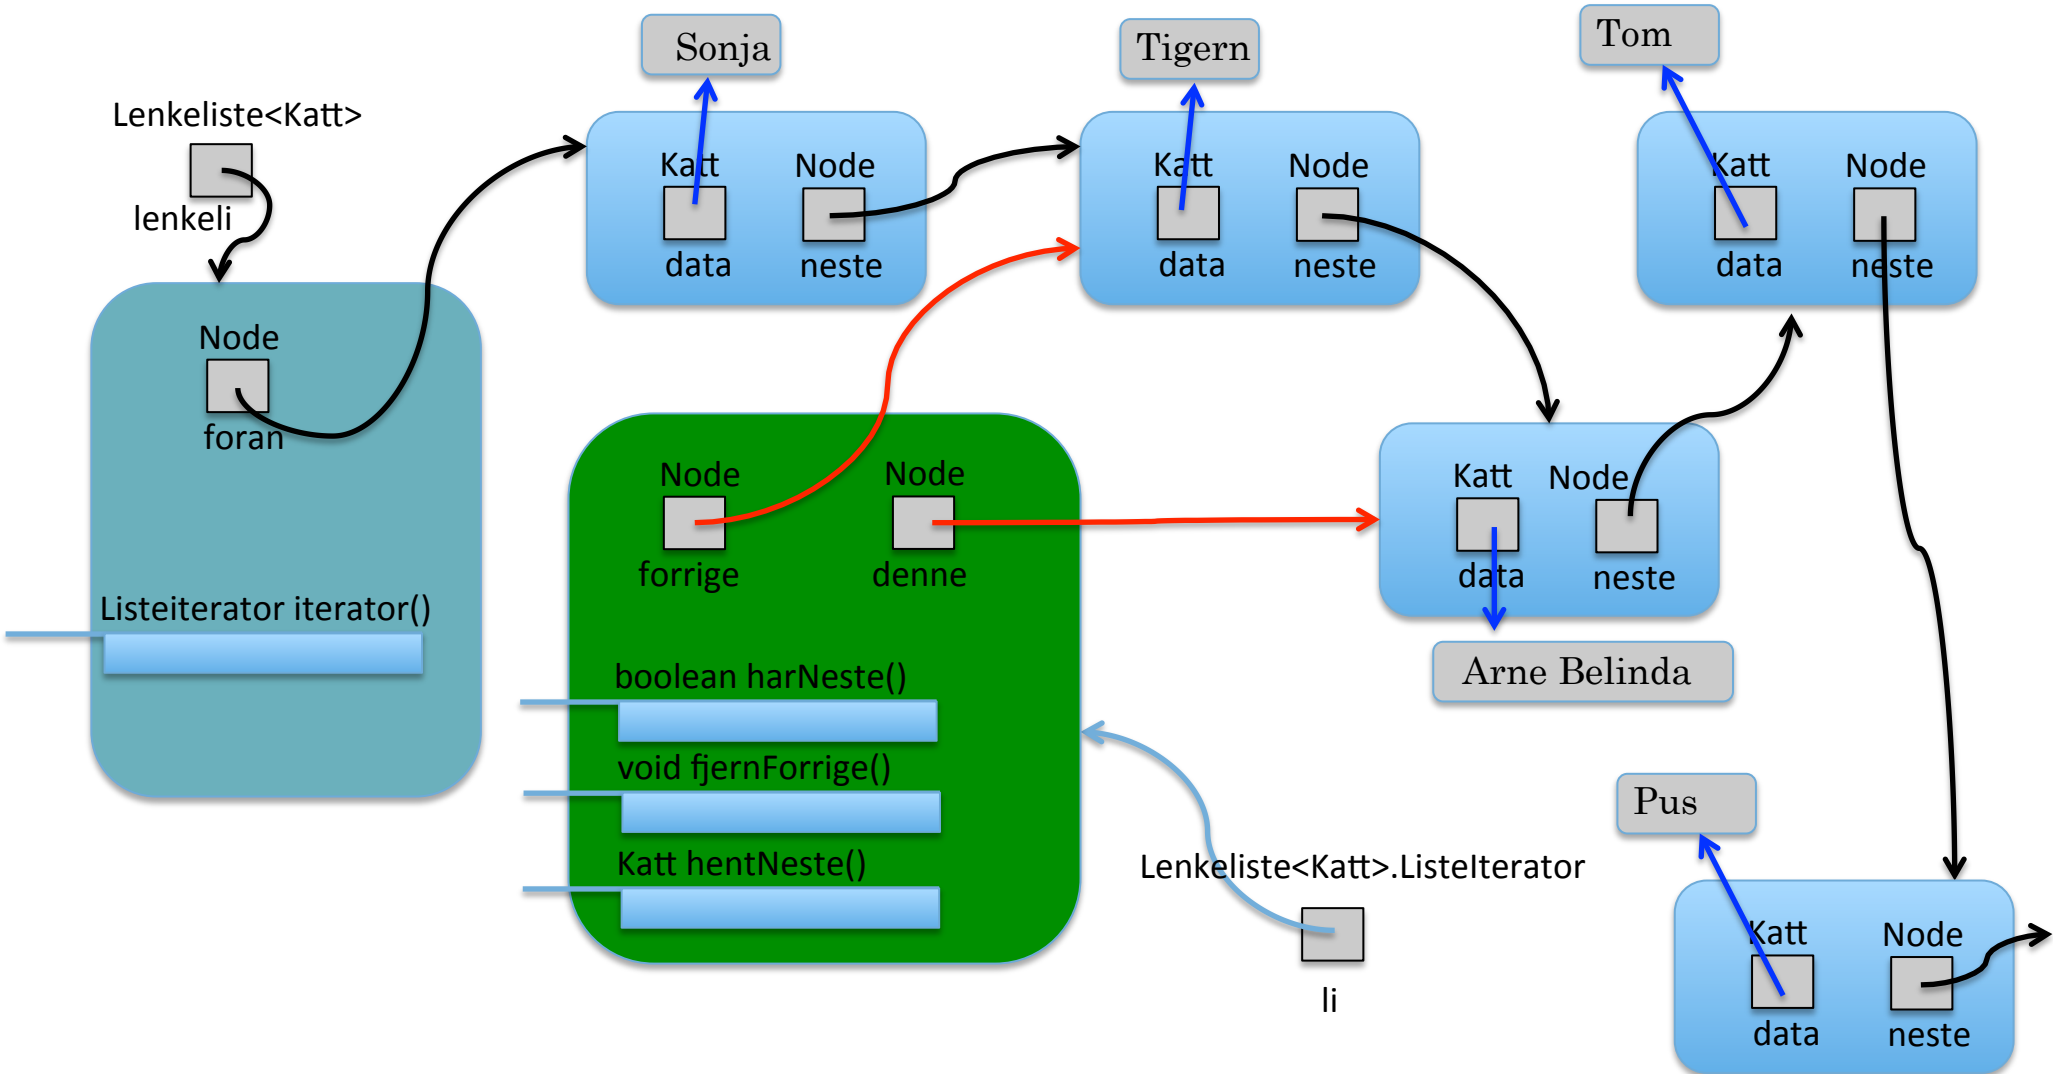 Sonja
Tigern
Tom
Lenkeliste<Katt>
lenkeli
Katt
Node
data
neste
Katt
Node
data
neste
Katt
Node
data
neste
Node
foran
Listeiterator iterator()
Node
Node
forrige
denne
boolean harNeste()
void fjernForrige()
Katt hentNeste()
Katt
Node
data
neste
Arne Belinda
Lenkeliste<Katt>.ListeIterator
li
Pus
Katt
Node
data
neste